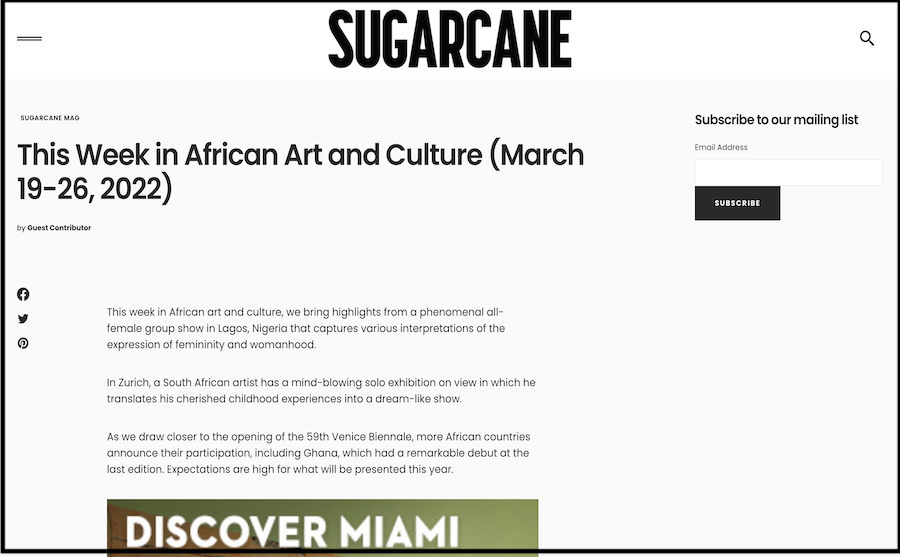 SUGARCANE
SUGARCANE MAG
This Week in African Art and Culture (March
19-26, 2022)
by Guest Contributor
Subscribe to our mailing list
Email Address
SUBSCRIBE
This week in African art and culture, we bring highlights from a phenomenal all-
female group show in Lagos, Nigeria that captures various interpretations of the
expression of femininity and womanhood.
In Zurich, a South African artist has a mind-blowing solo exhibition on view in which he
translates his cherished childhood experiences into a dream-like show.
As we draw closer to the opening of the 59th Venice Biennale, more African countries
announce their participation, including Ghana, which had a remarkable debut at the
last edition. Expectations are high for what will be presented this year.
DISCOVER MIAMI